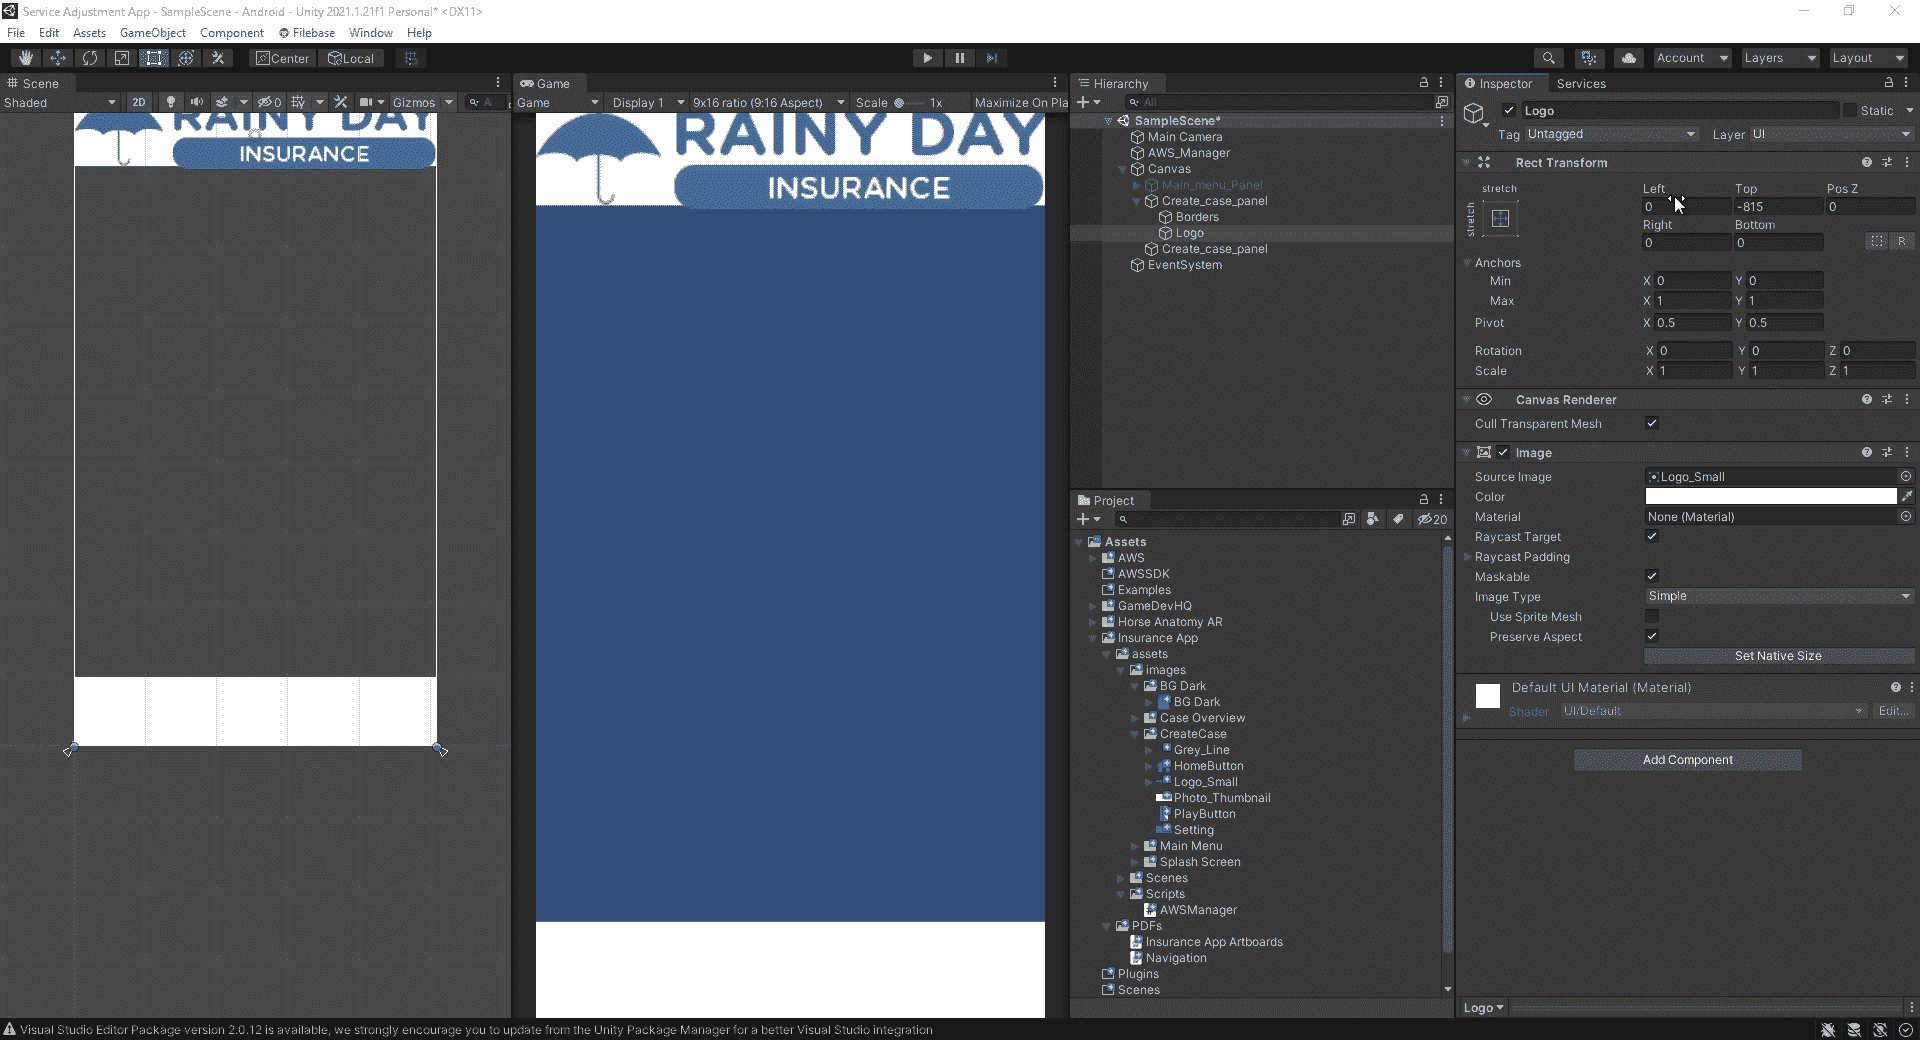 Service Adjustment App - SampleScene - Android - Unity 2021.1.21f1 Personal* <DX11>
File Edit Assets GameObject Component Filebase Window Help
Center Local Account Layers Layout
Scene
Shaded 2D 0 Gizmos A
Game
Game Display 1 9x16 ratio (9:16 Aspect) Scale 1x Maximize On Pla
RAINY DAY
INSURANCE
RAINY DAY
INSURANCE
Hierarchy
All
SampleScene*
Main Camera
AWS_Manager
Canvas
Main_menu_Panel
Create_case_panel
Borders
Logo
Create_case_panel
EventSystem
Project
20
Assets
AWS
AWSSDK
Examples
GameDevHQ
Horse Anatomy AR
Insurance App
assets
images
BG Dark
BG Dark
Case Overview
CreateCase
Grey_Line
HomeButton
Logo_Small
Photo_Thumbnail
PlayButton
Setting
Main Menu
Splash Screen
Scenes
Scripts
AWSManager
PDFs
Insurance App Artboards
Navigation
Plugins
Scenes
Inspector Services
Logo Static
Tag Untagged Layer UI
Rect Transform
stretch Left Top Pos Z
stretch 0 -815 0
Right Bottom
0 0 R
Anchors
Min X 0 Y 0
Max X 1 Y 1
Pivot X 0.5 Y 0.5
Rotation X 0 Y 0 Z 0
Scale X 1 Y 1 Z 1
Canvas Renderer
Cull Transparent Mesh
Image
Source Image Logo_Small
Color
Material None (Material)
Raycast Target
Raycast Padding
Maskable
Image Type Simple
Use Sprite Mesh
Preserve Aspect
Set Native Size
Default UI Material (Material)
Shader UI/Default Edit...
Add Component
Logo
Visual Studio Editor Package version 2.0.12 is available, we strongly encourage you to update from the Unity Package Manager for a better Visual Studio integration